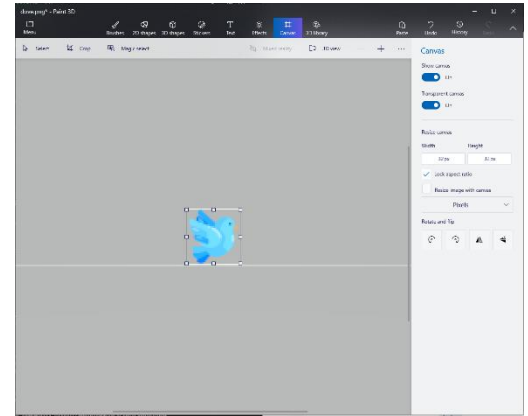 dove.png* - Paint 3D
Menu
Brushes 2D shapes 3D shapes Stickers Text Effects Canvas 3D library
Paste Undo History
Select Crop Magic select
3D view
Canvas
Show canvas
On
Transparent canvas
On
Resize canvas
Width Height
Lock aspect ratio
Resize image with canvas
Pixels
Rotate and flip